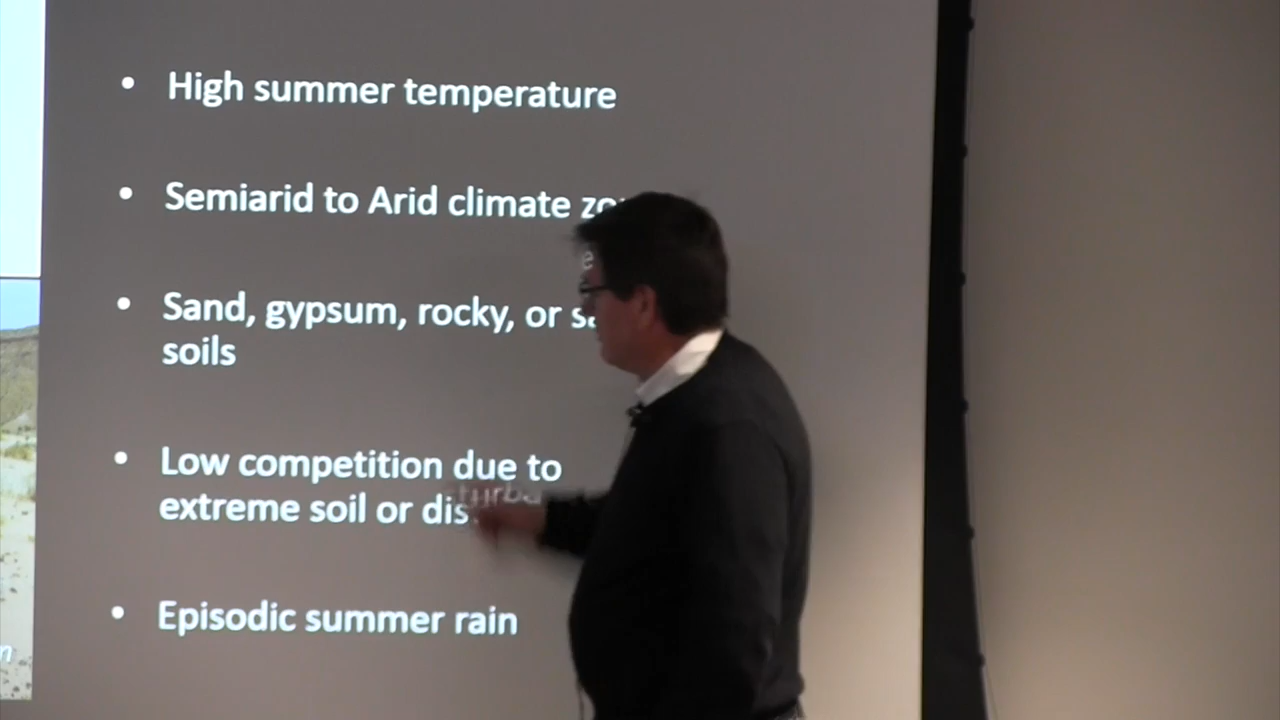 • High summer temperature
• Semiarid to Arid climate
• Sand, gypsum, rocky, or
soils
• Low competition due to
extreme soil or
• Episodic summer rain